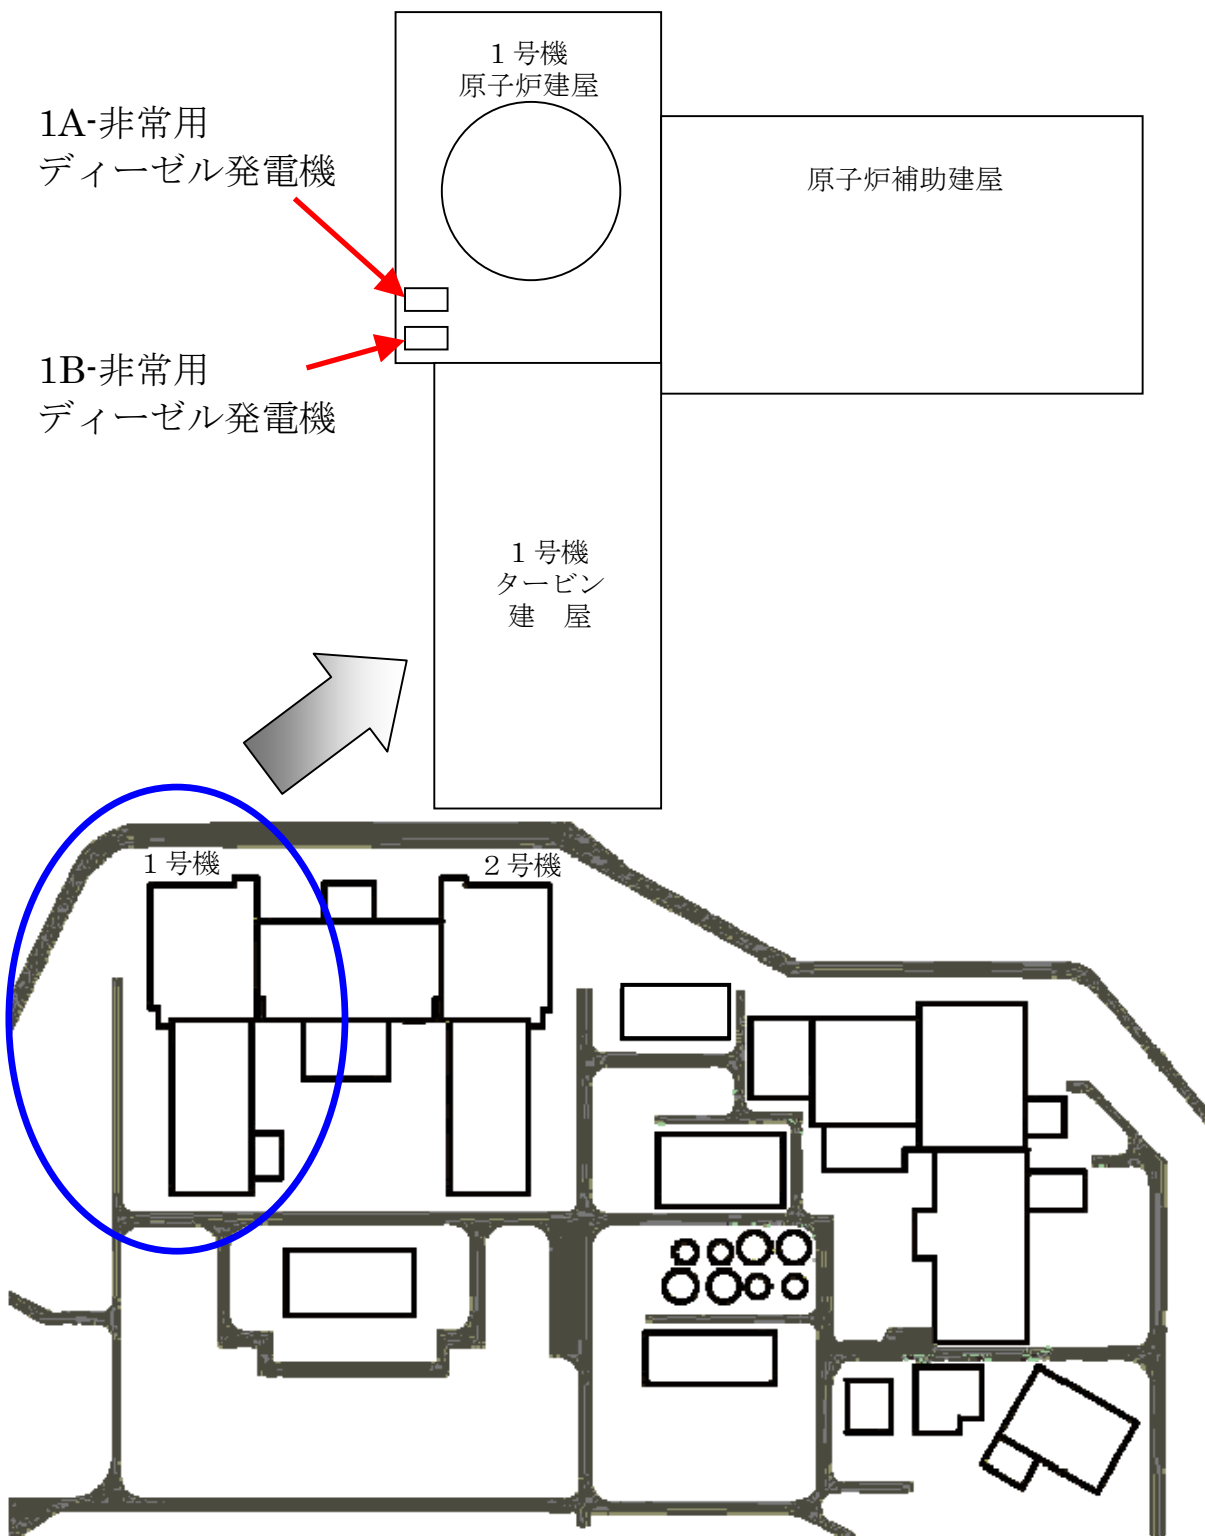 １号機
原子炉建屋
1A-非常用
ディーゼル発電機
原子炉補助建屋
1B-非常用
ディーゼル発電機
１号機
タービン
建　屋
１号機
２号機